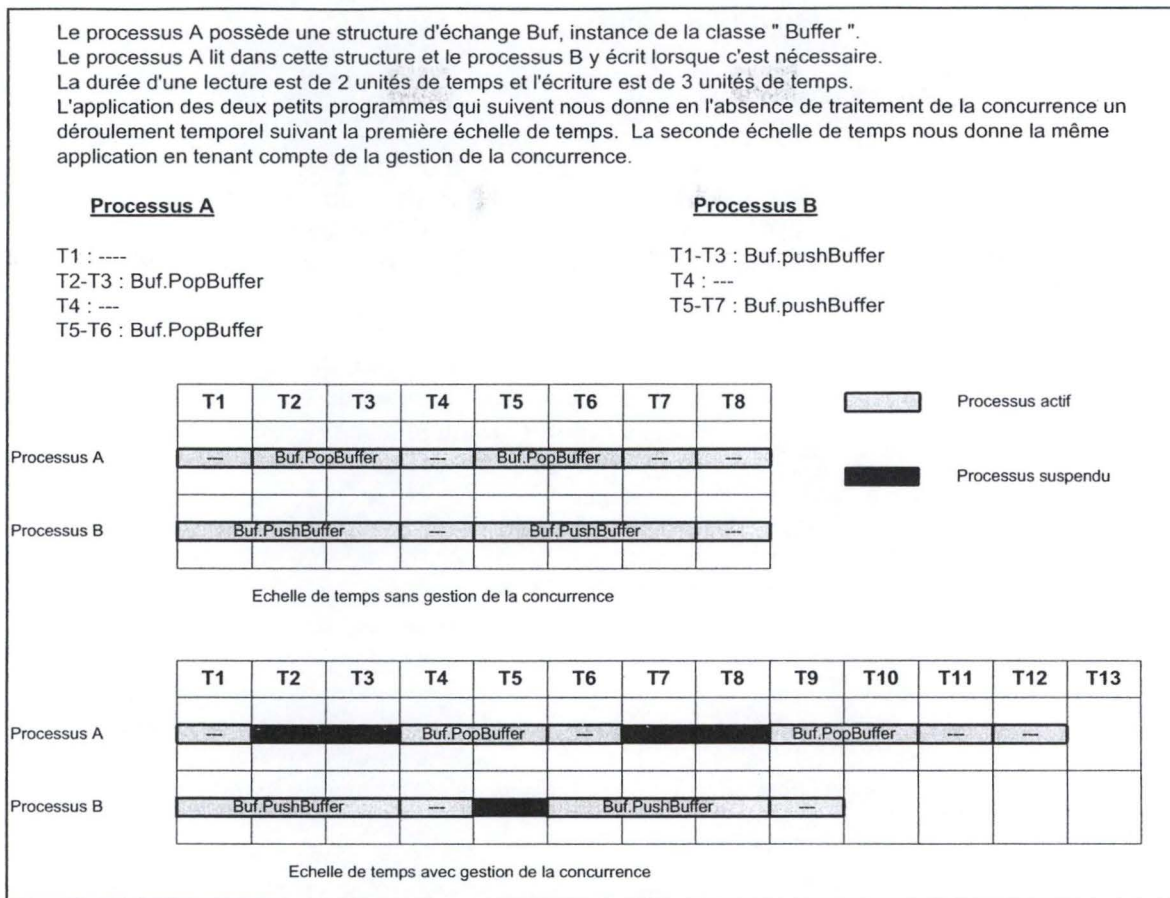 Le processus A possède une structure d'échange Buf, instance de la classe " Buffer ".
Le processus A lit dans cette structure et le processus B y écrit lorsque c'est nécessaire.
La durée d'une lecture est de 2 unités de temps et l'écriture est de 3 unités de temps.
L'application des deux petits programmes qui suivent nous donne en l'absence de traitement de la concurrence un
déroulement temporel suivant la première échelle de temps. La seconde échelle de temps nous donne la même
application en tenant compte de la gestion de la concurrence.
Processus A
T1 : ----
T2-T3 : Buf.PopBuffer
T4 : ---
T5-T6 : Buf.PopBuffer
Processus B
T1-T3 : Buf.pushBuffer
T4 : ---
T5-T7 : Buf.pushBuffer
T1 T2 T3 T4 T5 T6 T7 T8
Processus A --- Buf.PopBuffer --- Buf.PopBuffer --- ---
Processus B Buf.PushBuffer --- Buf.PushBuffer ---
Processus actif
Processus suspendu
Echelle de temps sans gestion de la concurrence
T1 T2 T3 T4 T5 T6 T7 T8 T9 T10 T11 T12 T13
Processus A --- Buf.PopBuffer --- Buf.PopBuffer --- ---
Processus B Buf.PushBuffer --- Buf.PushBuffer ---
Echelle de temps avec gestion de la concurrence